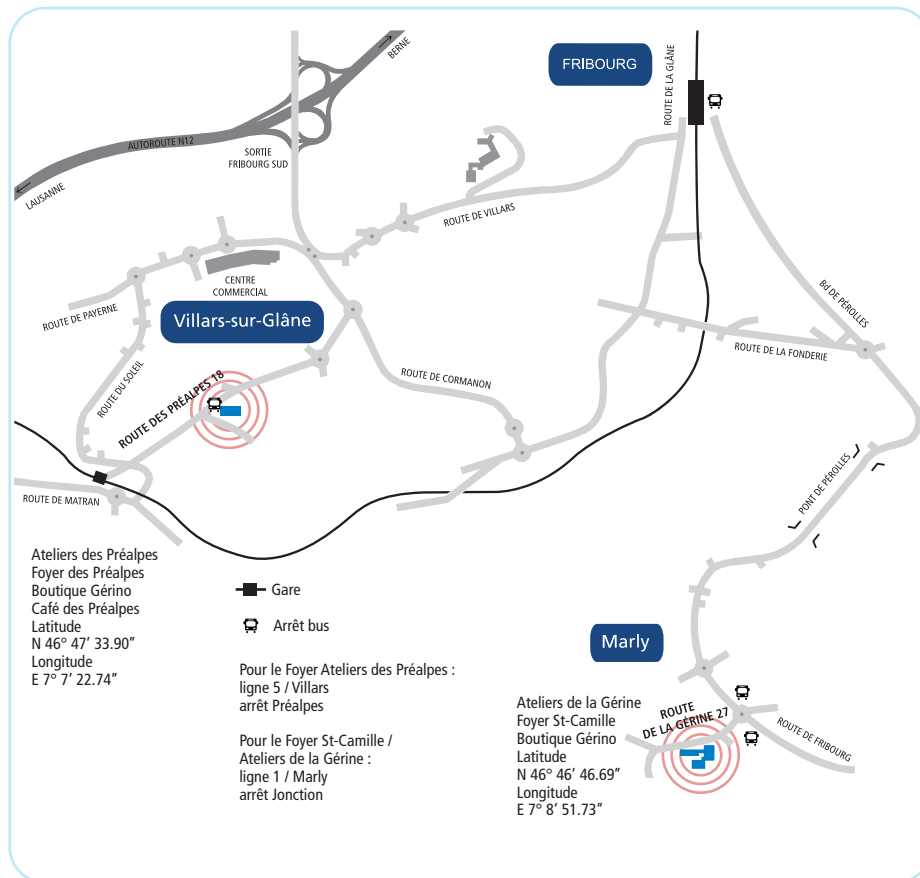 BERNE
FRIBOURG
ROUTE DE LA GLÂNE
AUTOROUTE N12
SORTIE
FRIBOURG SUD
LAUSANNE
ROUTE DE VILLARS
CENTRE
COMMERCIAL
ROUTE DE PAYERNE
Villars-sur-Glâne
Bd DE PÉROLLES
ROUTE DE LA FONDERIE
ROUTE DU SOLEIL
ROUTE DES PRÉALPES 18
ROUTE DE CORMANON
ROUTE DE MATRAN
PONT DE PÉROLLES
Ateliers des Préalpes
Foyer des Préalpes
Boutique Gérino
Café des Préalpes
Latitude
N 46° 47’ 33.90”
Longitude
E 7° 7’ 22.74”
Gare
Arrêt bus
Pour le Foyer Ateliers des Préalpes :
ligne 5 / Villars
arrêt Préalpes
Pour le Foyer St-Camille /
Ateliers de la Gérine :
ligne 1 / Marly
arrêt Jonction
Marly
Ateliers de la Gérine
Foyer St-Camille
Boutique Gérino
Latitude
N 46° 46’ 46.69”
Longitude
E 7° 8’ 51.73”
ROUTE
DE LA GÉRINE 27
ROUTE DE FRIBOURG